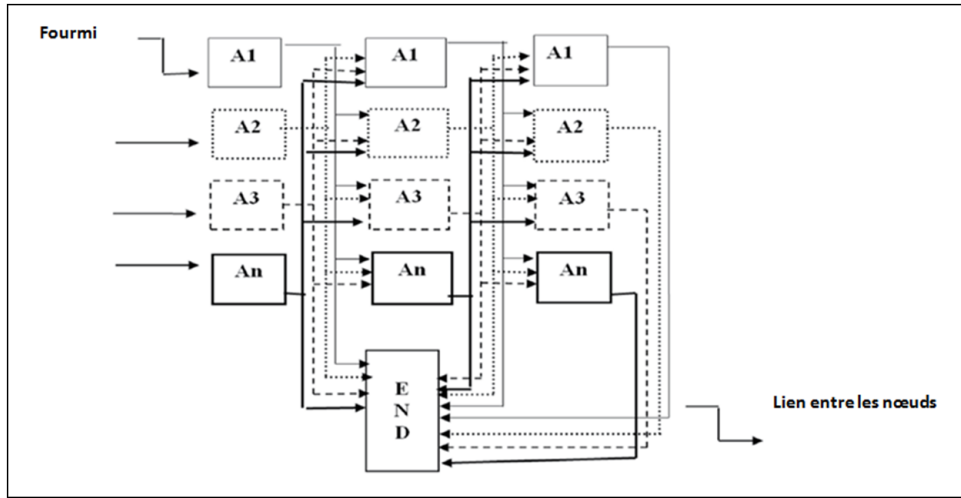 Fourmi
A1 A1 A1
A2 A2 A2
A3 A3 A3
An An An
E
N
D
Lien entre les nœuds